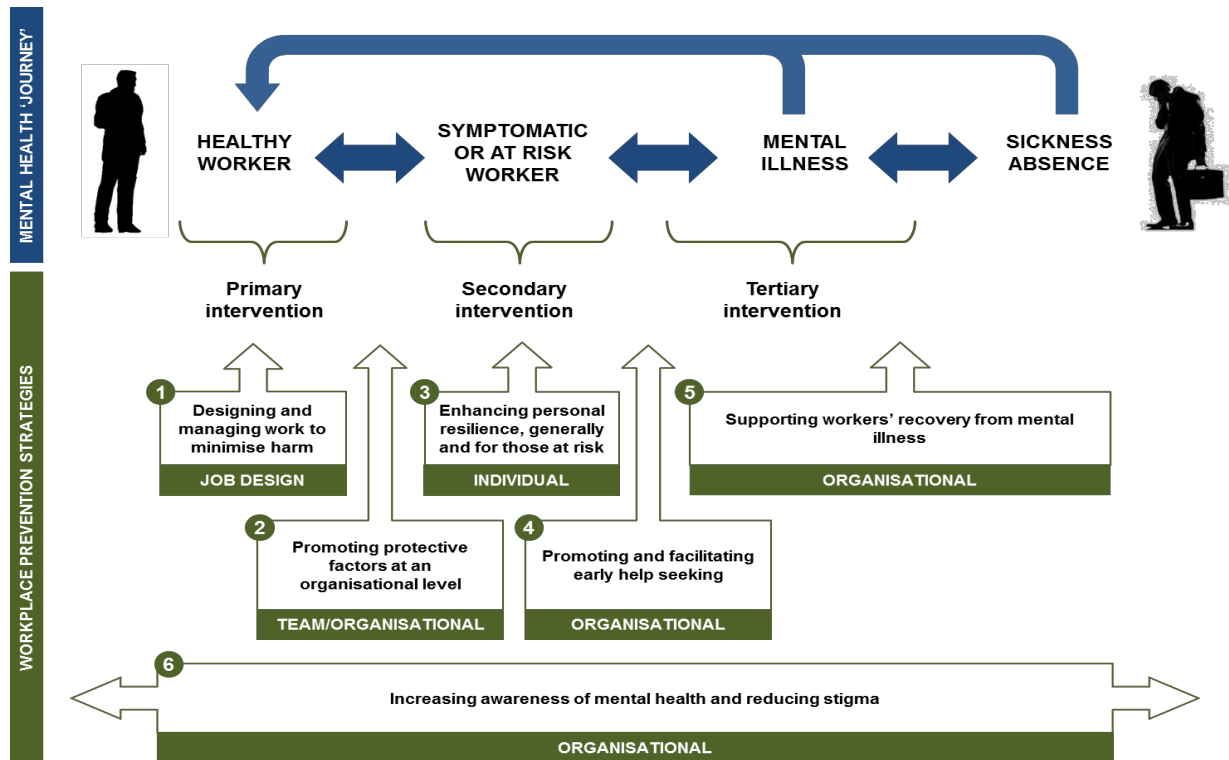 MENTAL HEALTH ‘JOURNEY’
HEALTHY
WORKER
SYMPTOMATIC
OR AT RISK
WORKER
MENTAL
ILLNESS
SICKNESS
ABSENCE
Primary
intervention
Secondary
intervention
Tertiary
intervention
WORKPLACE PREVENTION STRATEGIES
1
Designing and
managing work to
minimise harm
JOB DESIGN
3
Enhancing personal
resilience, generally
and for those at risk
INDIVIDUAL
5
Supporting workers’ recovery from mental
illness
ORGANISATIONAL
2
Promoting protective
factors at an
organisational level
TEAM/ORGANISATIONAL
4
Promoting and facilitating
early help seeking
ORGANISATIONAL
6
Increasing awareness of mental health and reducing stigma
ORGANISATIONAL